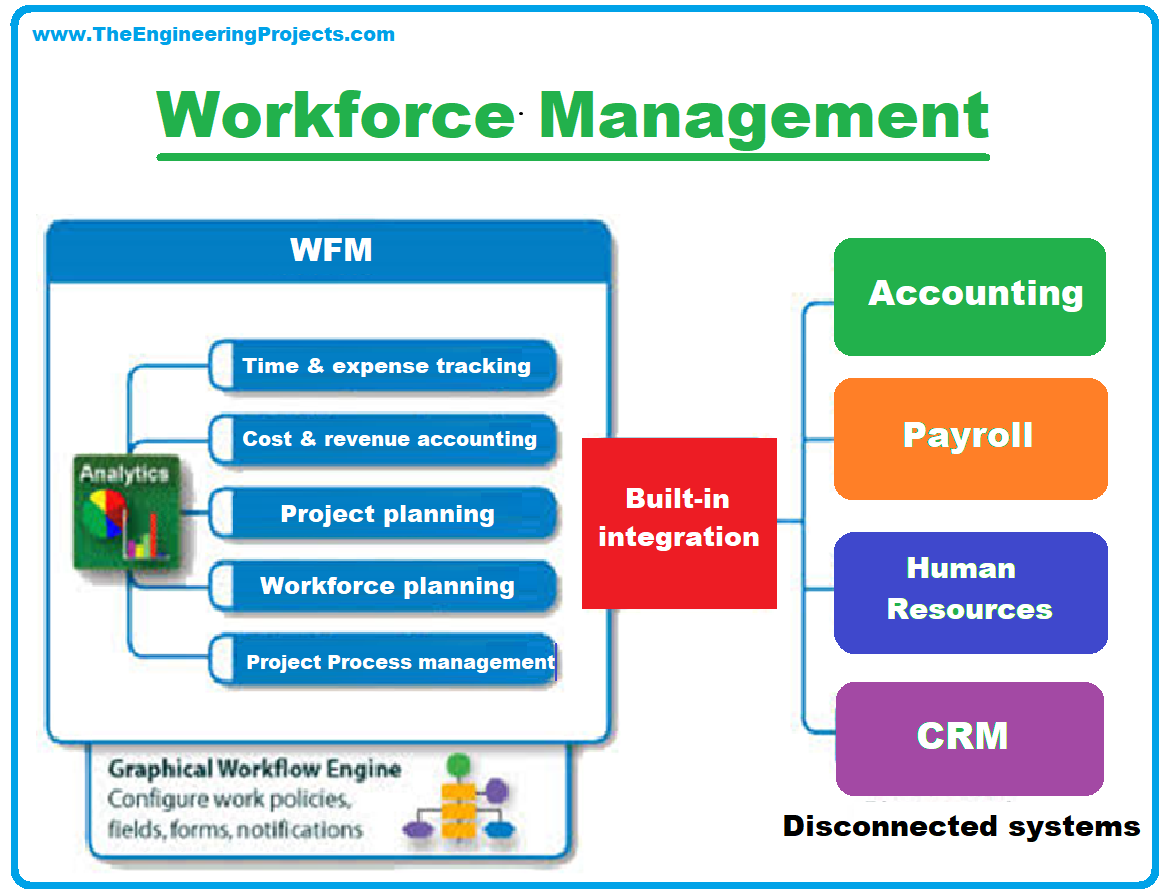 www.TheEngineeringProjects.com
Workforce Management
WFM
Time & expense tracking
Cost & revenue accounting
Analytics
Project planning
Workforce planning
Project Process management
Graphical Workflow Engine
Configure work policies,
fields, forms, notifications
Built-in
integration
Accounting
Payroll
Human
Resources
CRM
Disconnected systems